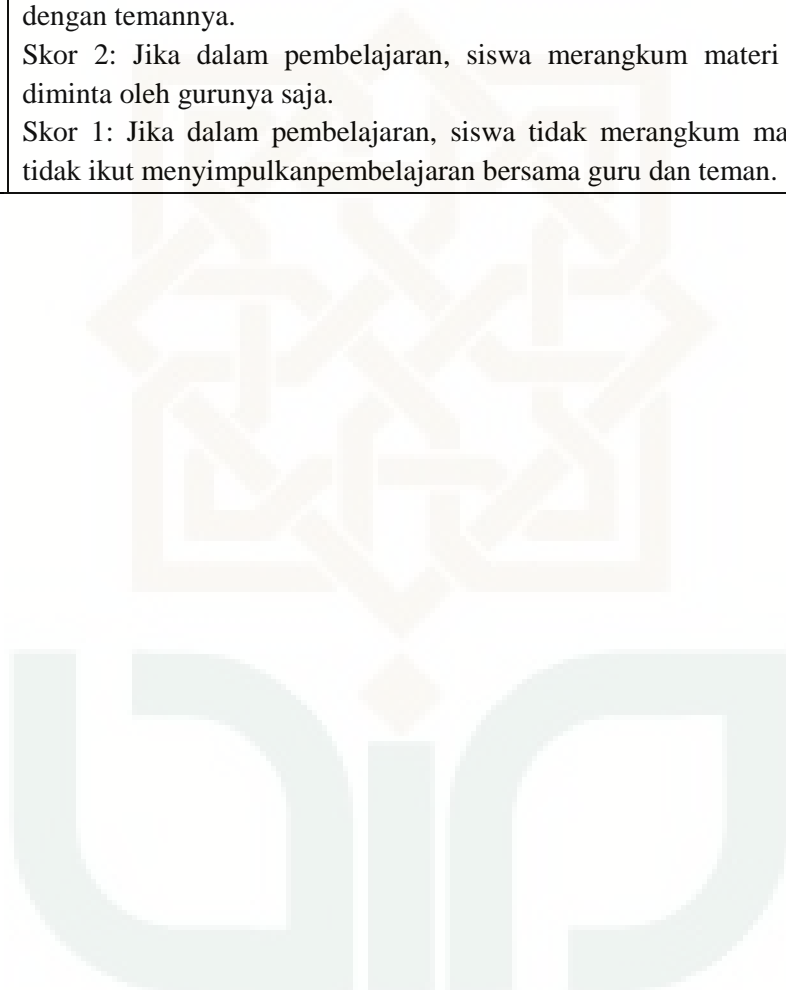 dengan temannya.
Skor 2: Jika dalam pembelajaran, siswa merangkum materi
diminta oleh gurunya saja.
Skor 1: Jika dalam pembelajaran, siswa tidak merangkum
tidak ikut menyimpulkanpembelajaran bersama guru dan teman.